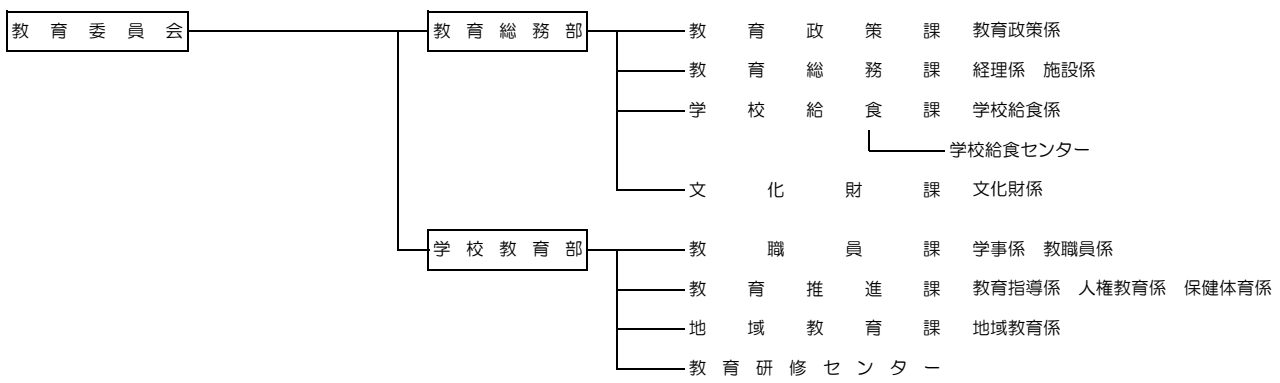 教育委員会 教育総務部 教育政策課 教育政策係
教育総務課 経理係 施設係
学校給食課 学校給食係
学校給食センター
文化財課 文化財係
学校教育部 教職員課 学事係 教職員係
教育推進課 教育指導係 人権教育係 保健体育係
地域教育課 地域教育係
教育研修センター